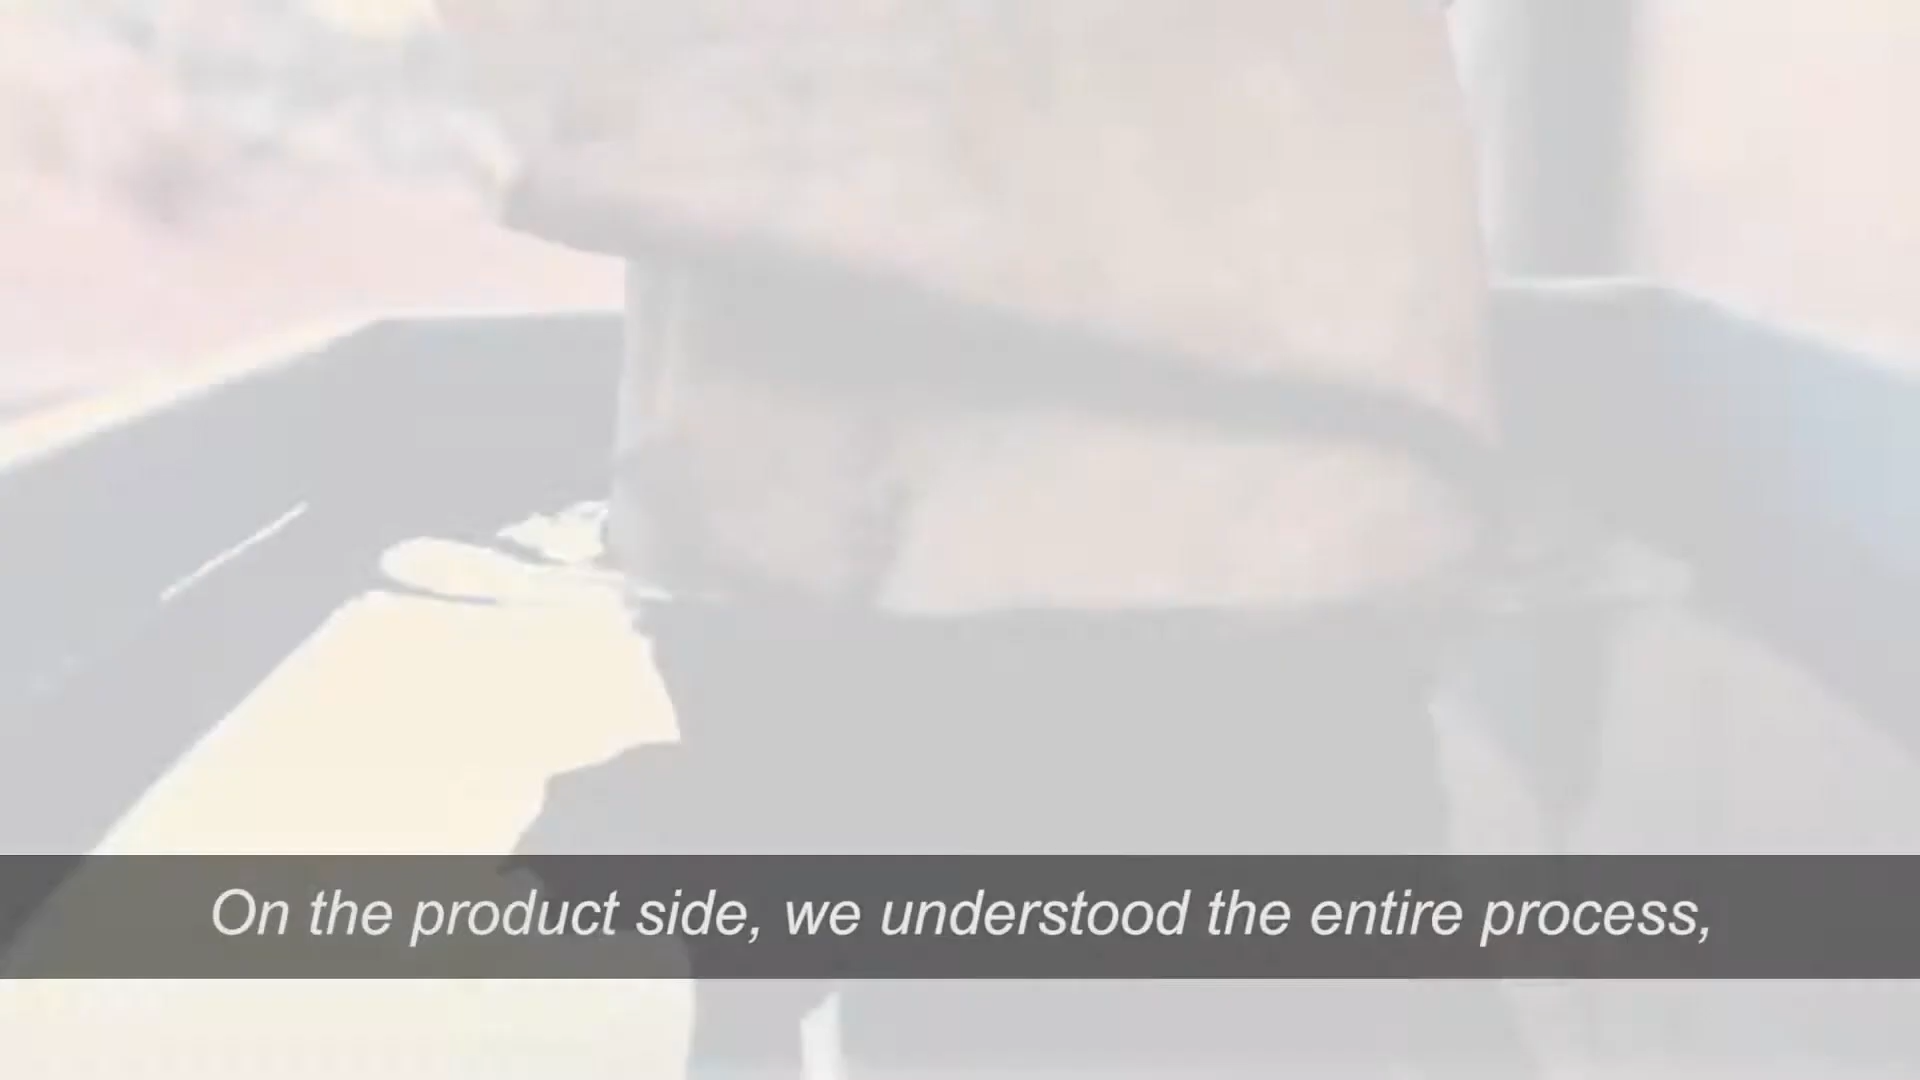 On the product side, we understood the entire process,